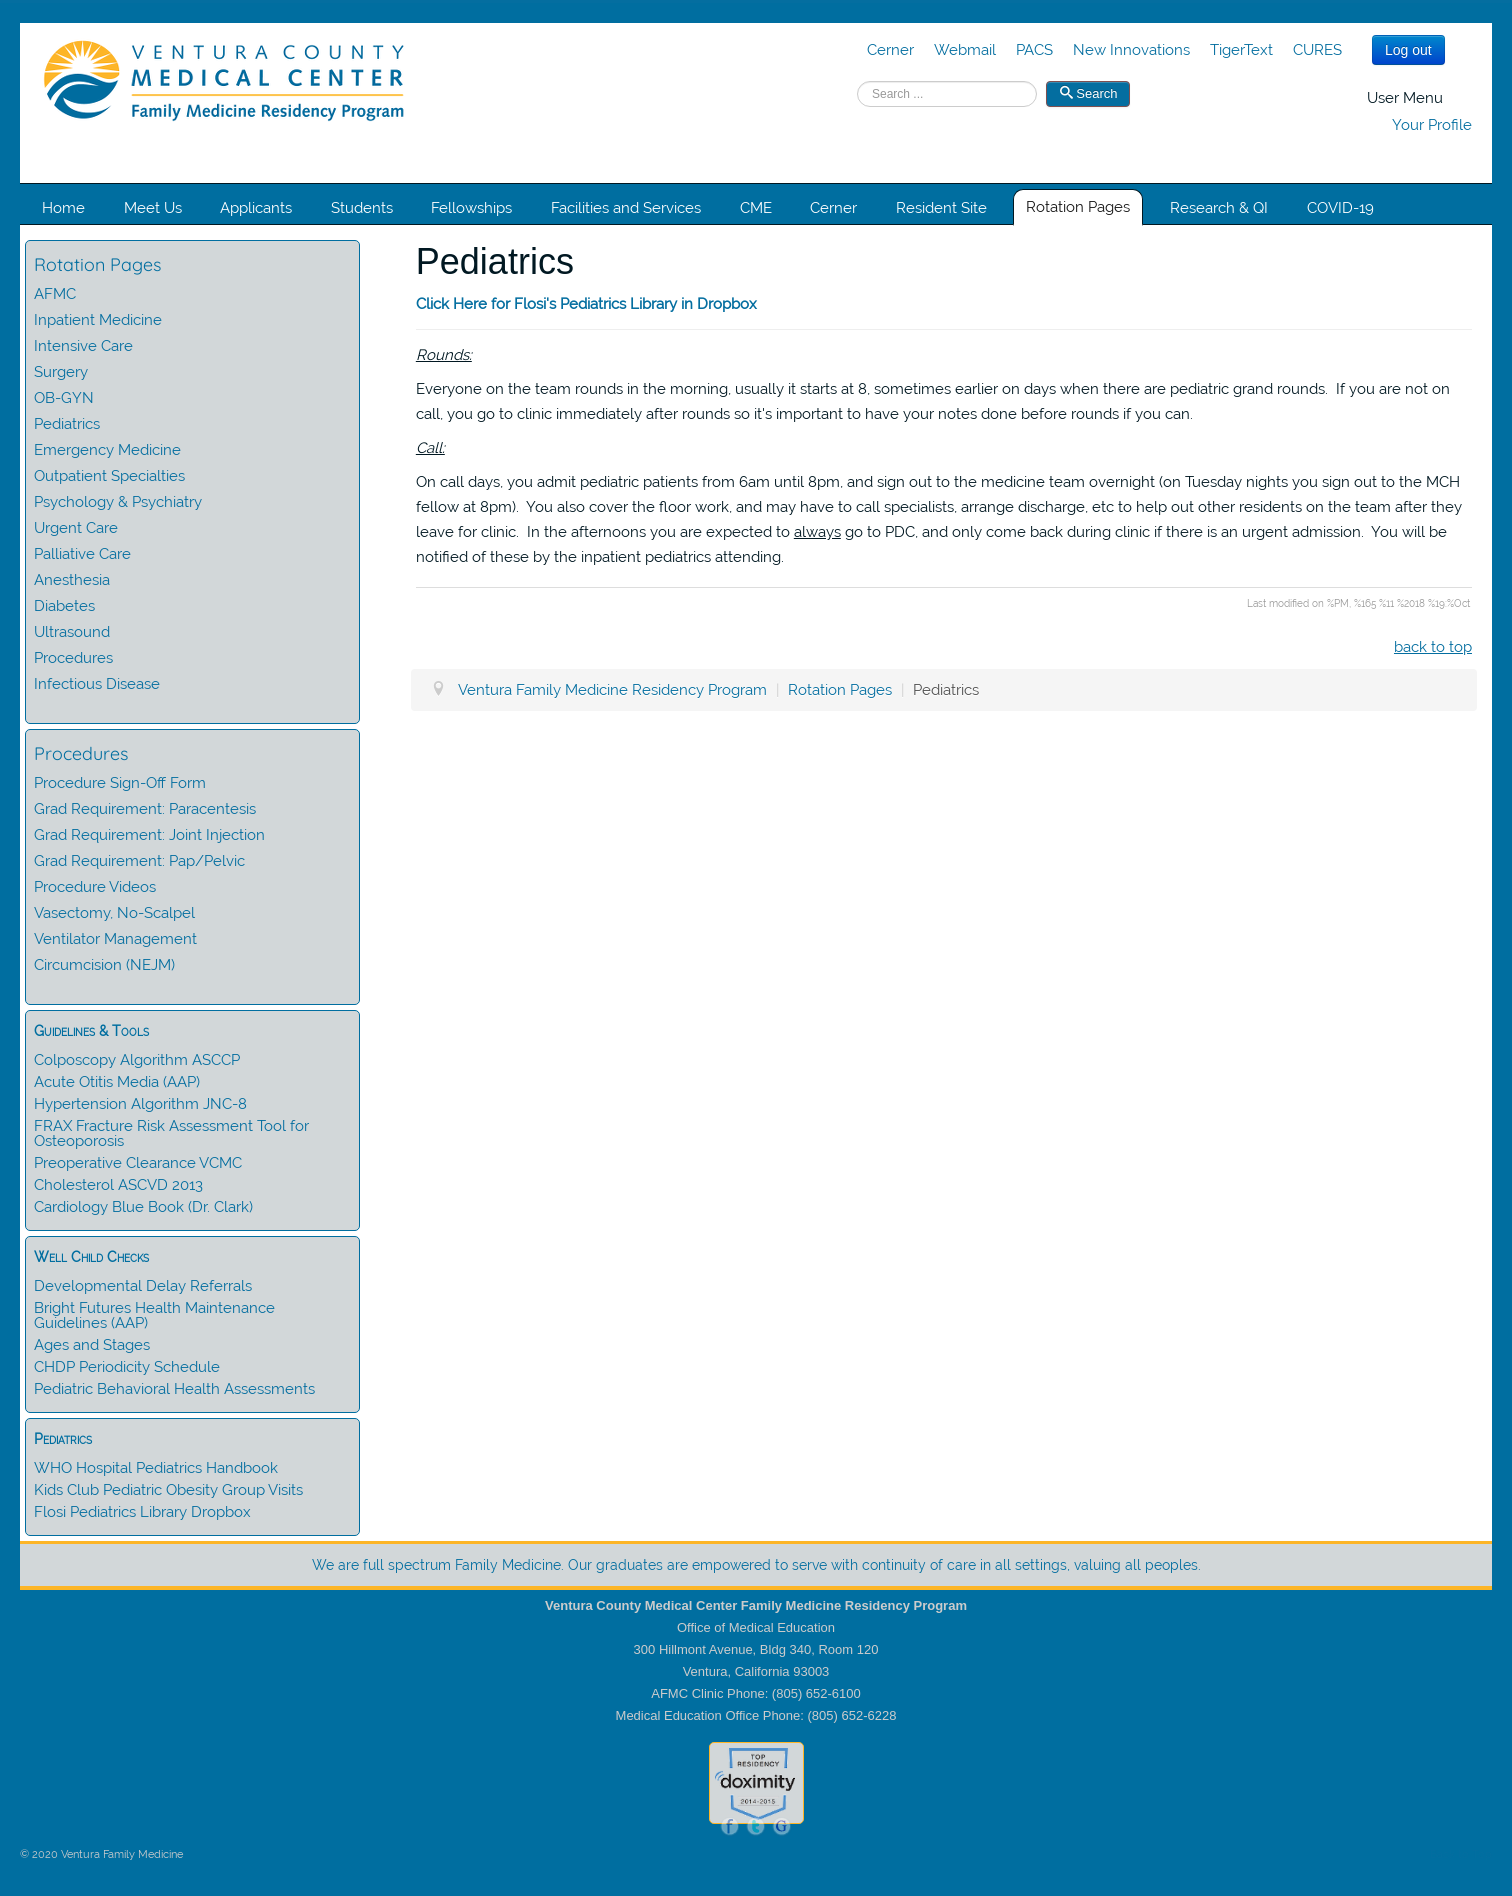 VENTURA COUNTY
MEDICAL CENTER
Family Medicine Residency Program
Cerner Webmail PACS New Innovations TigerText CURES
Log out
Search ...
Search
User Menu
Your Profile
Home Meet Us Applicants Students Fellowships Facilities and Services CME Cerner Resident Site Rotation Pages Research & QI COVID-19
Rotation Pages
AFMC
Inpatient Medicine
Intensive Care
Surgery
OB-GYN
Pediatrics
Emergency Medicine
Outpatient Specialties
Psychology & Psychiatry
Urgent Care
Palliative Care
Anesthesia
Diabetes
Ultrasound
Procedures
Infectious Disease
Procedures
Procedure Sign-Off Form
Grad Requirement: Paracentesis
Grad Requirement: Joint Injection
Grad Requirement: Pap/Pelvic
Procedure Videos
Vasectomy, No-Scalpel
Ventilator Management
Circumcision (NEJM)
Guidelines & Tools
Colposcopy Algorithm ASCCP
Acute Otitis Media (AAP)
Hypertension Algorithm JNC-8
FRAX Fracture Risk Assessment Tool for
Osteoporosis
Preoperative Clearance VCMC
Cholesterol ASCVD 2013
Cardiology Blue Book (Dr. Clark)
Well Child Checks
Developmental Delay Referrals
Bright Futures Health Maintenance
Guidelines (AAP)
Ages and Stages
CHDP Periodicity Schedule
Pediatric Behavioral Health Assessments
Pediatrics
WHO Hospital Pediatrics Handbook
Kids Club Pediatric Obesity Group Visits
Flosi Pediatrics Library Dropbox
Pediatrics
Click Here for Flosi's Pediatrics Library in Dropbox
Rounds:
Everyone on the team rounds in the morning, usually it starts at 8, sometimes earlier on days when there are pediatric grand rounds.  If you are not on
call, you go to clinic immediately after rounds so it's important to have your notes done before rounds if you can.
Call:
On call days, you admit pediatric patients from 6am until 8pm, and sign out to the medicine team overnight (on Tuesday nights you sign out to the MCH
fellow at 8pm).  You also cover the floor work, and may have to call specialists, arrange discharge, etc to help out other residents on the team after they
leave for clinic.  In the afternoons you are expected to always go to PDC, and only come back during clinic if there is an urgent admission.  You will be
notified of these by the inpatient pediatrics attending.
Last modified on %PM, %165 %11 %2018 %19:%Oct
back to top
Ventura Family Medicine Residency Program | Rotation Pages | Pediatrics
We are full spectrum Family Medicine. Our graduates are empowered to serve with continuity of care in all settings, valuing all peoples.
Ventura County Medical Center Family Medicine Residency Program
Office of Medical Education
300 Hillmont Avenue, Bldg 340, Room 120
Ventura, California 93003
AFMC Clinic Phone: (805) 652-6100
Medical Education Office Phone: (805) 652-6228
TOP
RESIDENCY
doximity
2014-2015
f t G
© 2020 Ventura Family Medicine